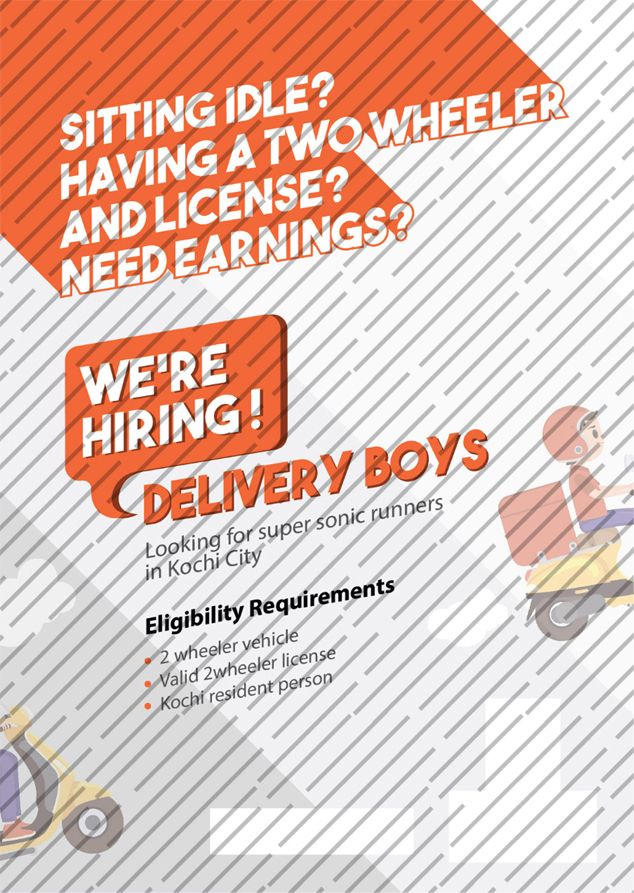 SITTING IDLE?
HAVING A TWO WHEELER
AND LICENSE?
NEED EARNINGS?
WE'RE
HIRING!
DELIVERY BOYS
Looking for super sonic runners
in Kochi City
Eligibility Requirements
• 2 wheeler vehicle
• Valid 2wheeler license
• Kochi resident person